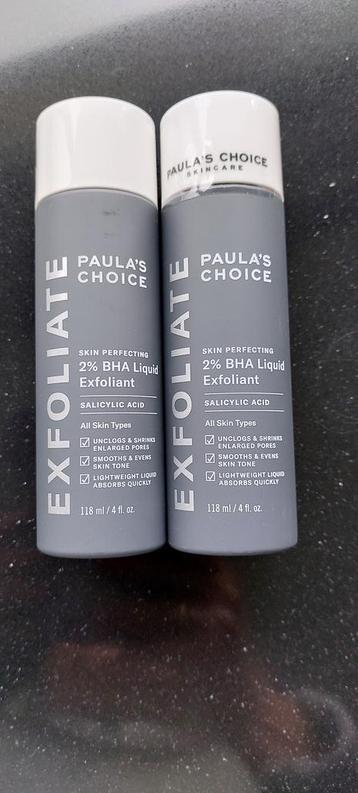 EXFOLIATE
PAULA'S
CHOICE
SKIN PERFECTING
2% BHA Liquid
Exfoliant
SALICYLIC ACID
All Skin Types
UNCLOGS & SHRINKS
ENLARGED PORES
SMOOTHS & EVENS
SKIN TONE
LIGHTWEIGHT LIQUID
ABSORBS QUICKLY
118 ml / 4 fl. oz.
PAULA'S CHOICE
SKINCARE
EXFOLIATE
PAULA'S
CHOICE
SKIN PERFECTING
2% BHA Liquid
Exfoliant
SALICYLIC ACID
All Skin Types
UNCLOGS & SHRINKS
ENLARGED PORES
SMOOTHS & EVENS
SKIN TONE
LIGHTWEIGHT LIQUID
ABSORBS QUICKLY
118 ml / 4 fl. oz.